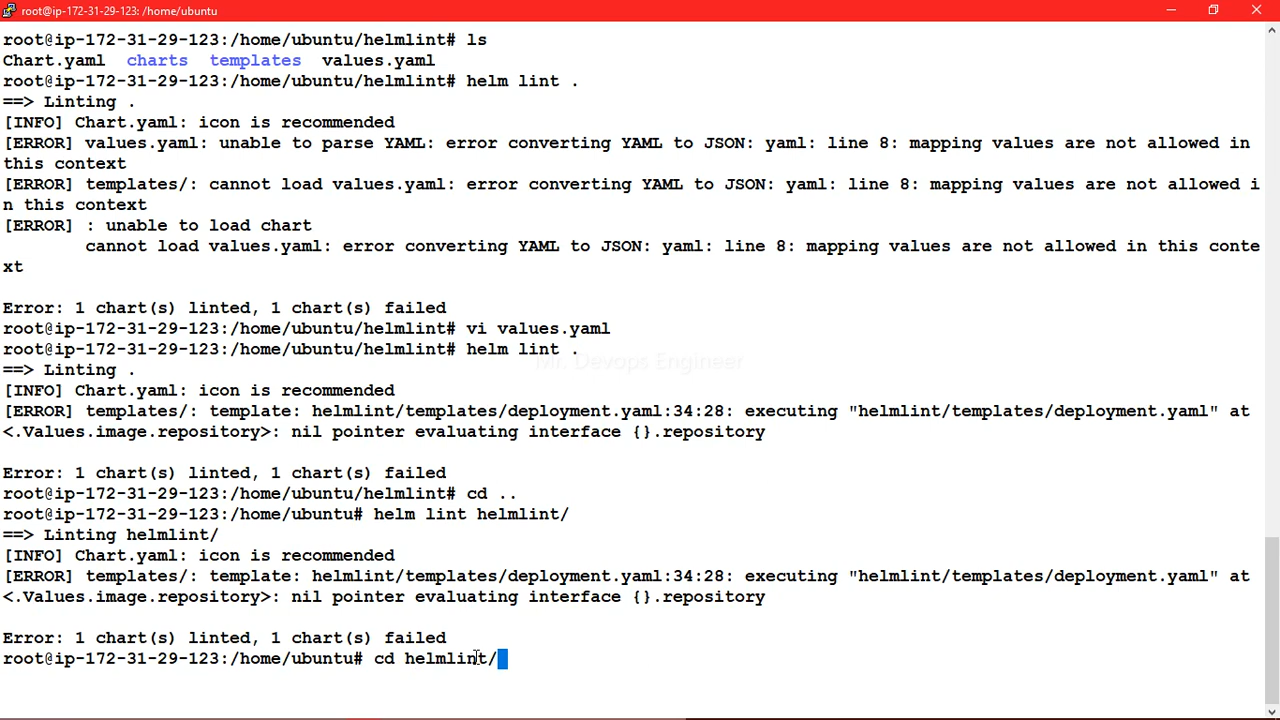 root@ip-172-31-29-123: /home/ubuntu
root@ip-172-31-29-123:/home/ubuntu/helmlint# ls
Chart.yaml  charts  templates  values.yaml
root@ip-172-31-29-123:/home/ubuntu/helmlint# helm lint .
==> Linting .
[INFO] Chart.yaml: icon is recommended
[ERROR] values.yaml: unable to parse YAML: error converting YAML to JSON: yaml: line 8: mapping values are not allowed in
this context
[ERROR] templates/: cannot load values.yaml: error converting YAML to JSON: yaml: line 8: mapping values are not allowed i
n this context
[ERROR] : unable to load chart
        cannot load values.yaml: error converting YAML to JSON: yaml: line 8: mapping values are not allowed in this conte
xt
Error: 1 chart(s) linted, 1 chart(s) failed
root@ip-172-31-29-123:/home/ubuntu/helmlint# vi values.yaml
root@ip-172-31-29-123:/home/ubuntu/helmlint# helm lint .
Mr. Devops Engineer
==> Linting .
[INFO] Chart.yaml: icon is recommended
[ERROR] templates/: template: helmlint/templates/deployment.yaml:34:28: executing "helmlint/templates/deployment.yaml" at
<.Values.image.repository>: nil pointer evaluating interface {}.repository
Error: 1 chart(s) linted, 1 chart(s) failed
root@ip-172-31-29-123:/home/ubuntu/helmlint# cd ..
root@ip-172-31-29-123:/home/ubuntu# helm lint helmlint/
==> Linting helmlint/
[INFO] Chart.yaml: icon is recommended
[ERROR] templates/: template: helmlint/templates/deployment.yaml:34:28: executing "helmlint/templates/deployment.yaml" at
<.Values.image.repository>: nil pointer evaluating interface {}.repository
Error: 1 chart(s) linted, 1 chart(s) failed
root@ip-172-31-29-123:/home/ubuntu# cd helmlint/